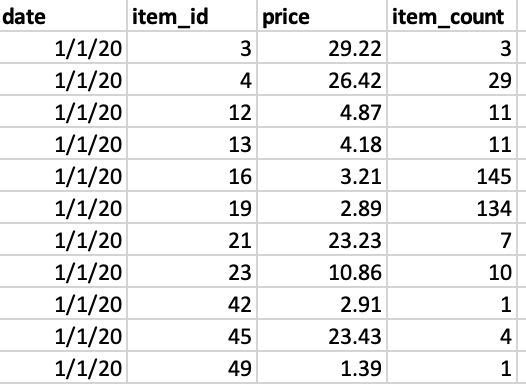 date item_id price item_count
1/1/20 3 29.22 3
1/1/20 4 26.42 29
1/1/20 12 4.87 11
1/1/20 13 4.18 11
1/1/20 16 3.21 145
1/1/20 19 2.89 134
1/1/20 21 23.23 7
1/1/20 23 10.86 10
1/1/20 42 2.91 1
1/1/20 45 23.43 4
1/1/20 49 1.39 1